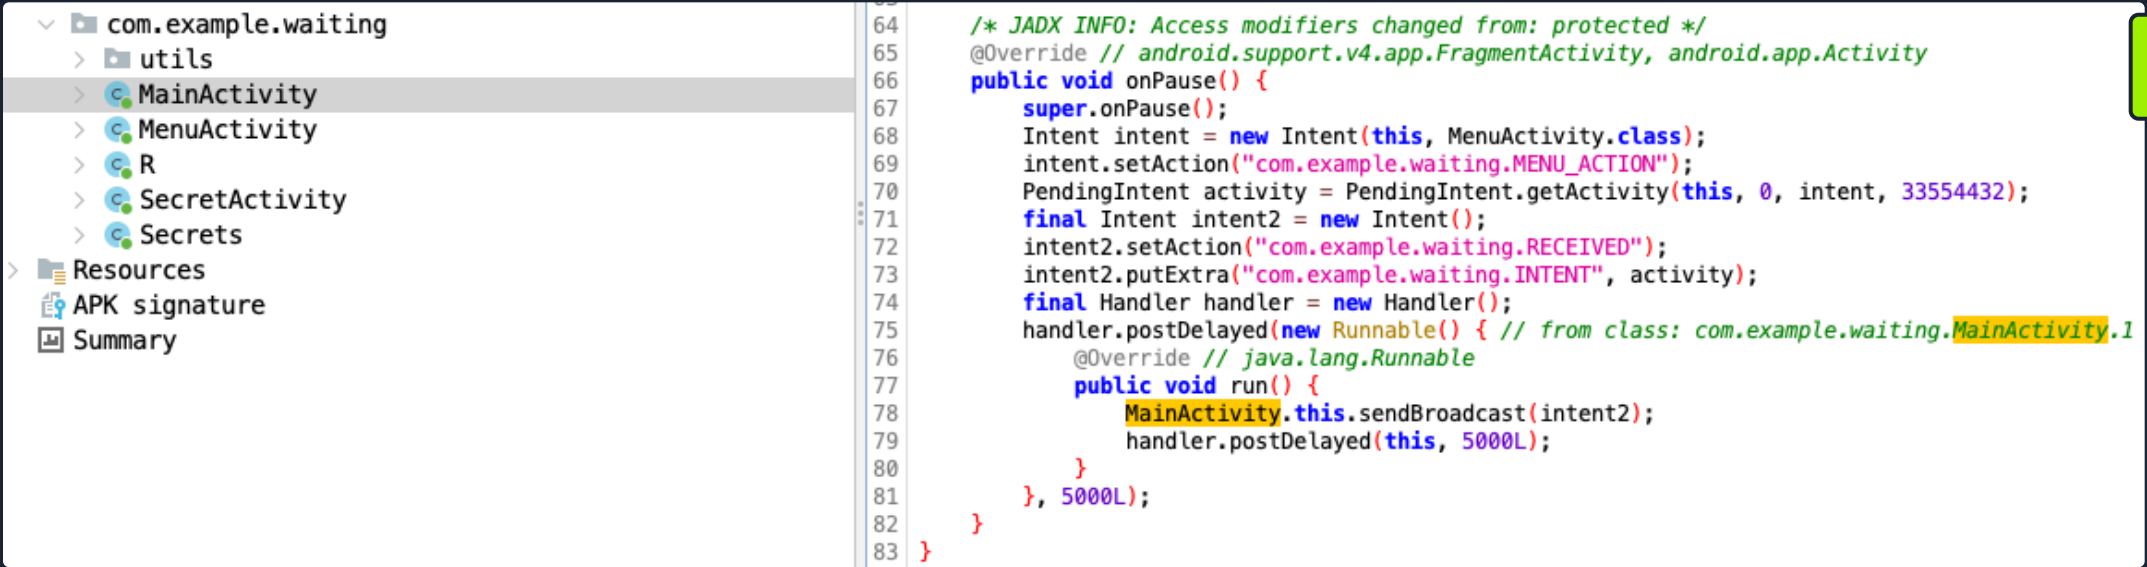 com.example.waiting
utils
MainActivity
MenuActivity
R
SecretActivity
Secrets
Resources
APK signature
Summary
64 /* JADX INFO: Access modifiers changed from: protected */
65 @Override // android.support.v4.app.FragmentActivity, android.app.Activity
66 public void onPause() {
67 super.onPause();
68 Intent intent = new Intent(this, MenuActivity.class);
69 intent.setAction("com.example.waiting.MENU_ACTION");
70 PendingIntent activity = PendingIntent.getActivity(this, 0, intent, 33554432);
71 final Intent intent2 = new Intent();
72 intent2.setAction("com.example.waiting.RECEIVED");
73 intent2.putExtra("com.example.waiting.INTENT", activity);
74 final Handler handler = new Handler();
75 handler.postDelayed(new Runnable() { // from class: com.example.waiting.MainActivity.1
76 @Override // java.lang.Runnable
77 public void run() {
78 MainActivity.this.sendBroadcast(intent2);
79 handler.postDelayed(this, 5000L);
80 }
81 }, 5000L);
82 }
83 }